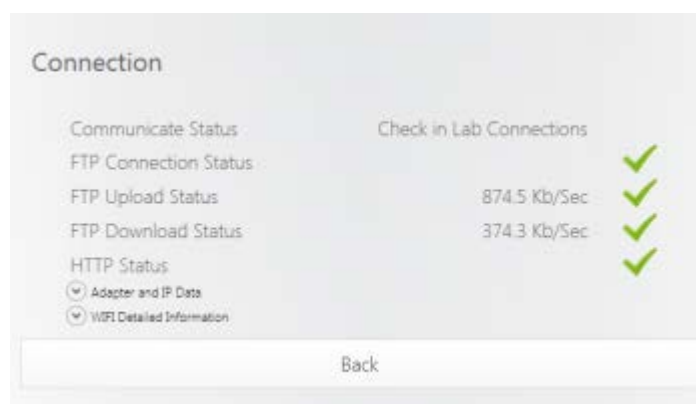 Connection
Communicate Status Check in Lab Connections
FTP Connection Status
FTP Upload Status 874.5 Kb/Sec
FTP Download Status 374.3 Kb/Sec
HTTP Status
Adapter and IP Data
WIFI Detailed Information
Back